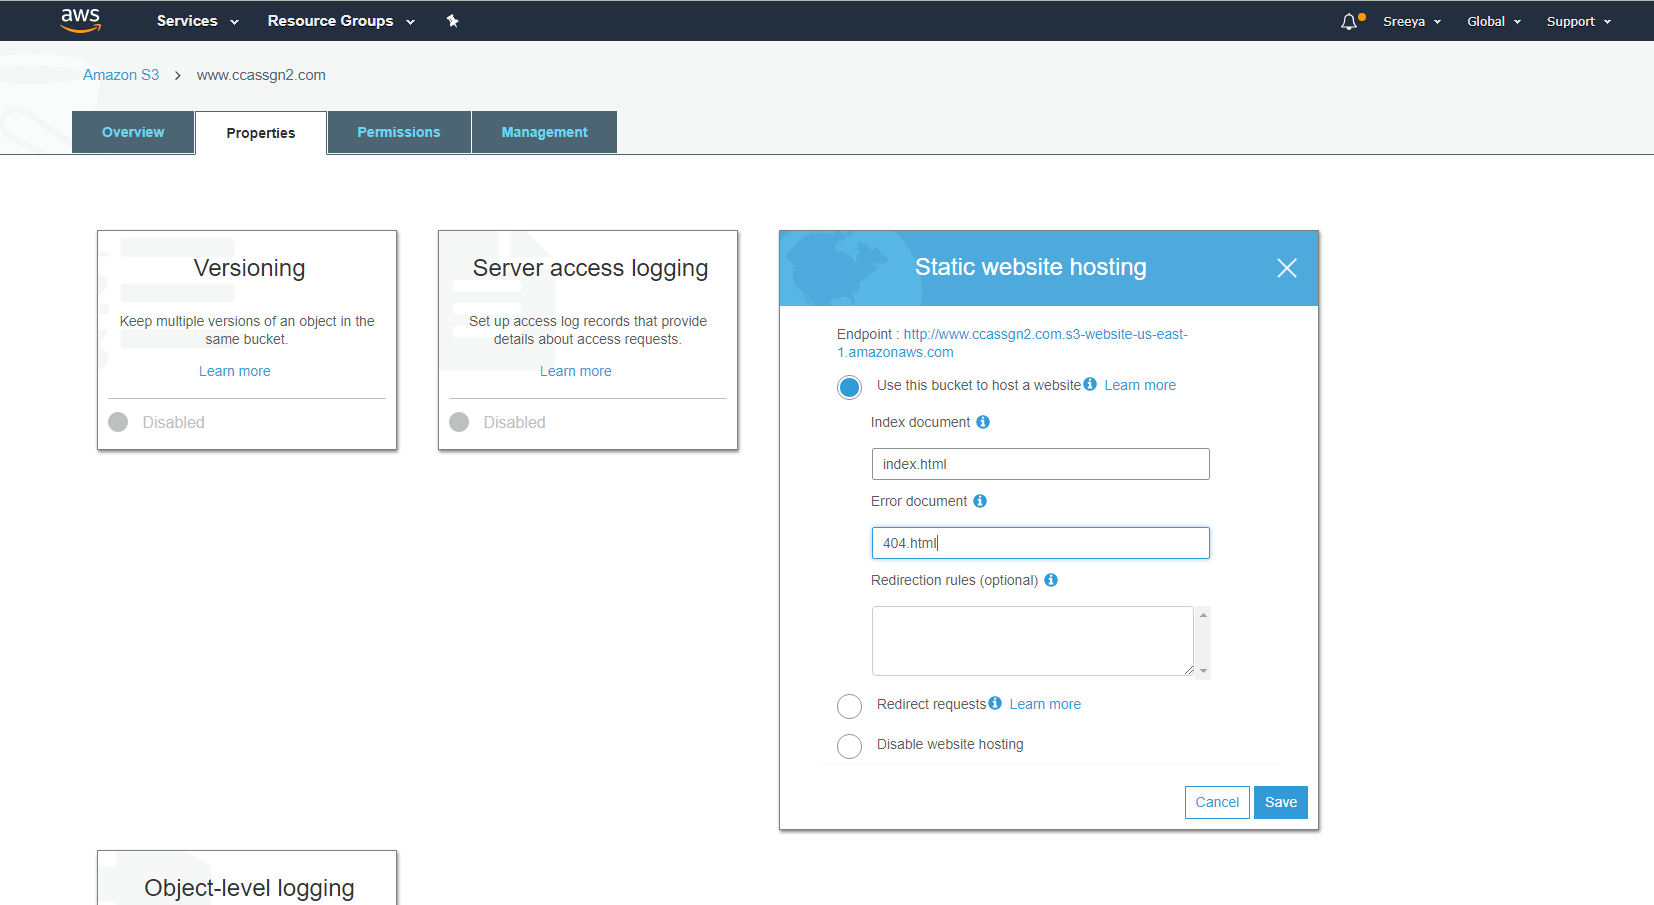 aws Services Resource Groups Sreeya Global Support
Amazon S3 > www.ccassgn2.com
Overview Properties Permissions Management
Versioning
Keep multiple versions of an object in the
same bucket.
Learn more
Disabled
Server access logging
Set up access log records that provide
details about access requests.
Learn more
Disabled
Static website hosting
Endpoint : http://www.ccassgn2.com.s3-website-us-east-
1.amazonaws.com
Use this bucket to host a website Learn more
Index document
index.html
Error document
404.html
Redirection rules (optional)
Redirect requests Learn more
Disable website hosting
Cancel Save
Object-level logging